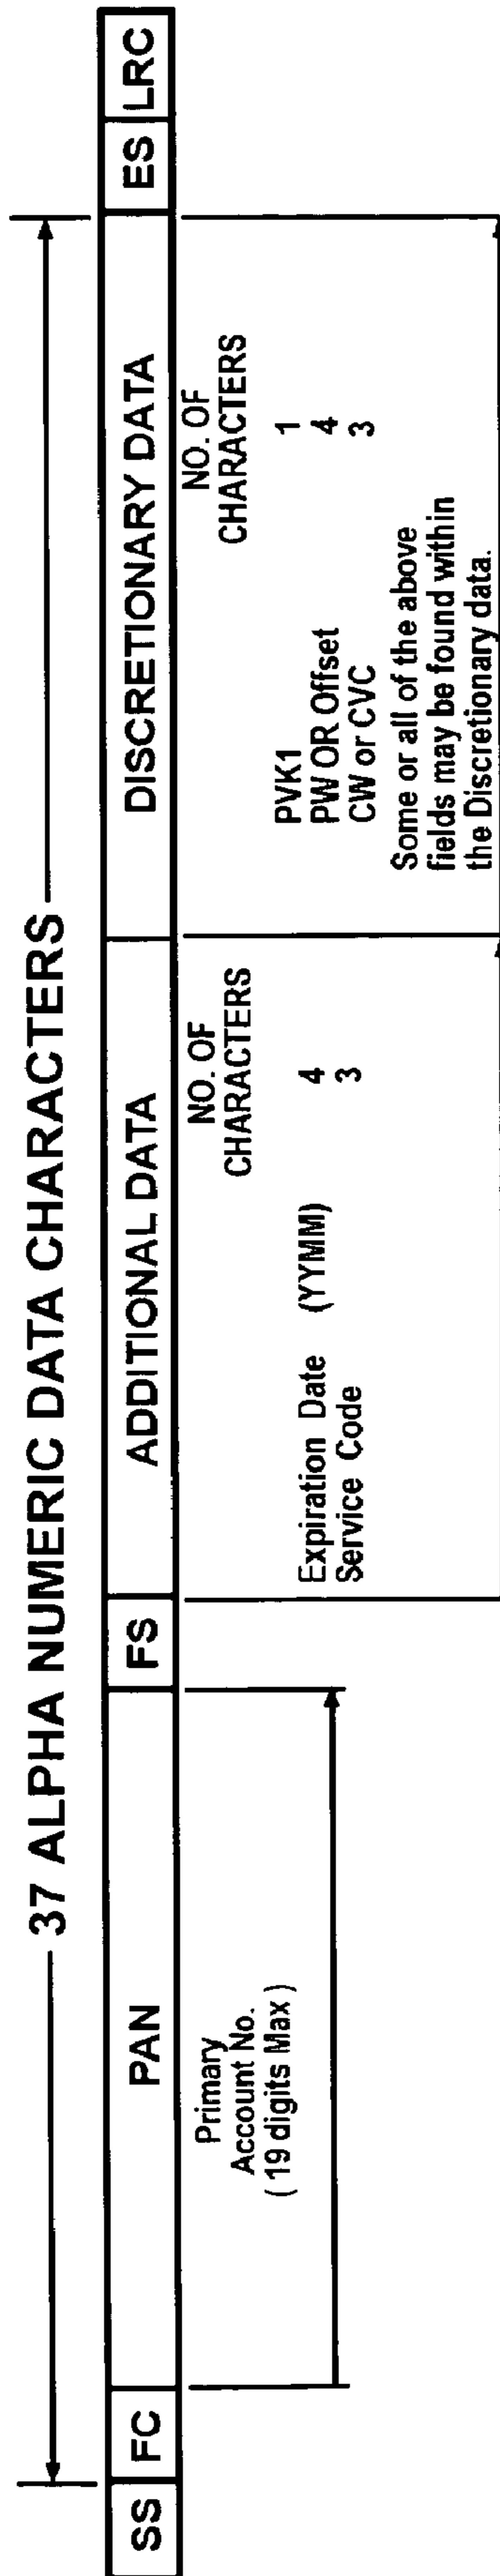 37 ALPHA NUMERIC DATA CHARACTERS
SS FC PAN FS ADDITIONAL DATA DISCRETIONARY DATA ES LRC
Primary
Account No.
( 19 digits Max )
NO. OF
CHARACTERS
Expiration Date (YYMM) 4
Service Code 3
NO. OF
CHARACTERS
PVK1 1
PW OR Offset 4
CW or CVC 3
Some or all of the above
fields may be found within
the Discretionary data.